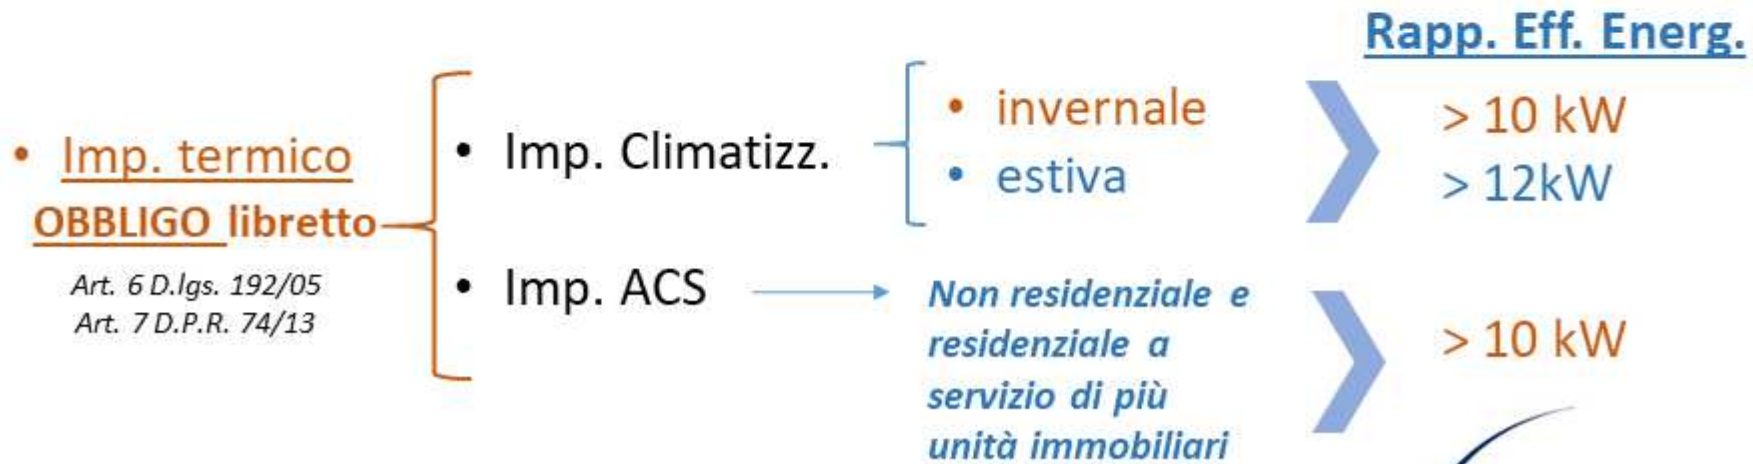 Rapp. Eff. Energ.
• Imp. termico
OBBLIGO libretto
Art. 6 D.lgs. 192/05
Art. 7 D.P.R. 74/13
• Imp. Climatizz.
• invernale
• estiva
> 10 kW
> 12kW
• Imp. ACS
Non residenziale e
residenziale a
servizio di più
unità immobiliari
> 10 kW